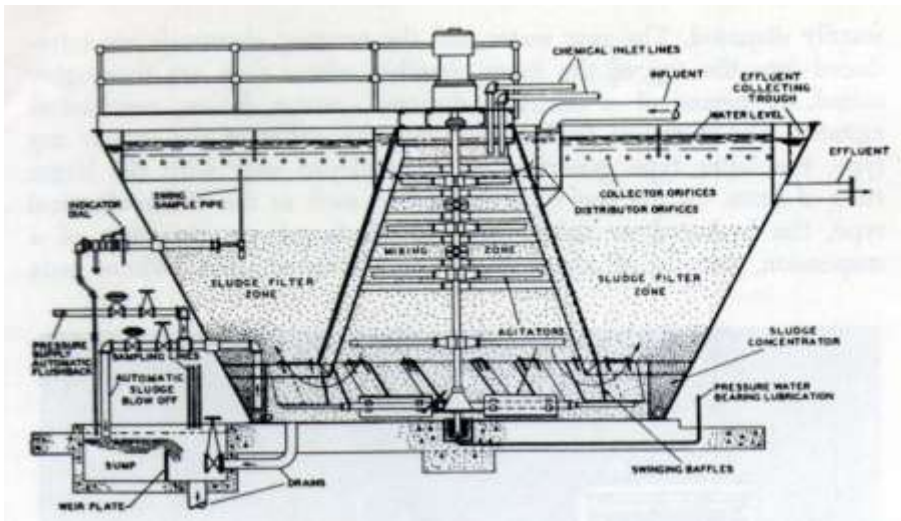 CHEMICAL INLET LINES
INFLUENT
EFFLUENT
COLLECTING
TROUGH
WATER LEVEL
EFFLUENT
SWING
SAMPLE PIPE
COLLECTOR ORIFICES
INDICATOR
DIAL
DISTRIBUTOR ORIFICES
MIXING ZONE
SLUDGE FILTER
ZONE
SLUDGE FILTER
ZONE
AGITATORS
SLUDGE
CONCENTRATOR
PRESSURE
SUPPLY
AUTOMATIC
FLUSHBACK
SAMPLING LINES
AUTOMATIC
SLUDGE
BLOW OFF
PRESSURE WATER
BEARING LUBRICATION
SUMP
SWINGING BAFFLES
WEIR PLATE
DRAINS